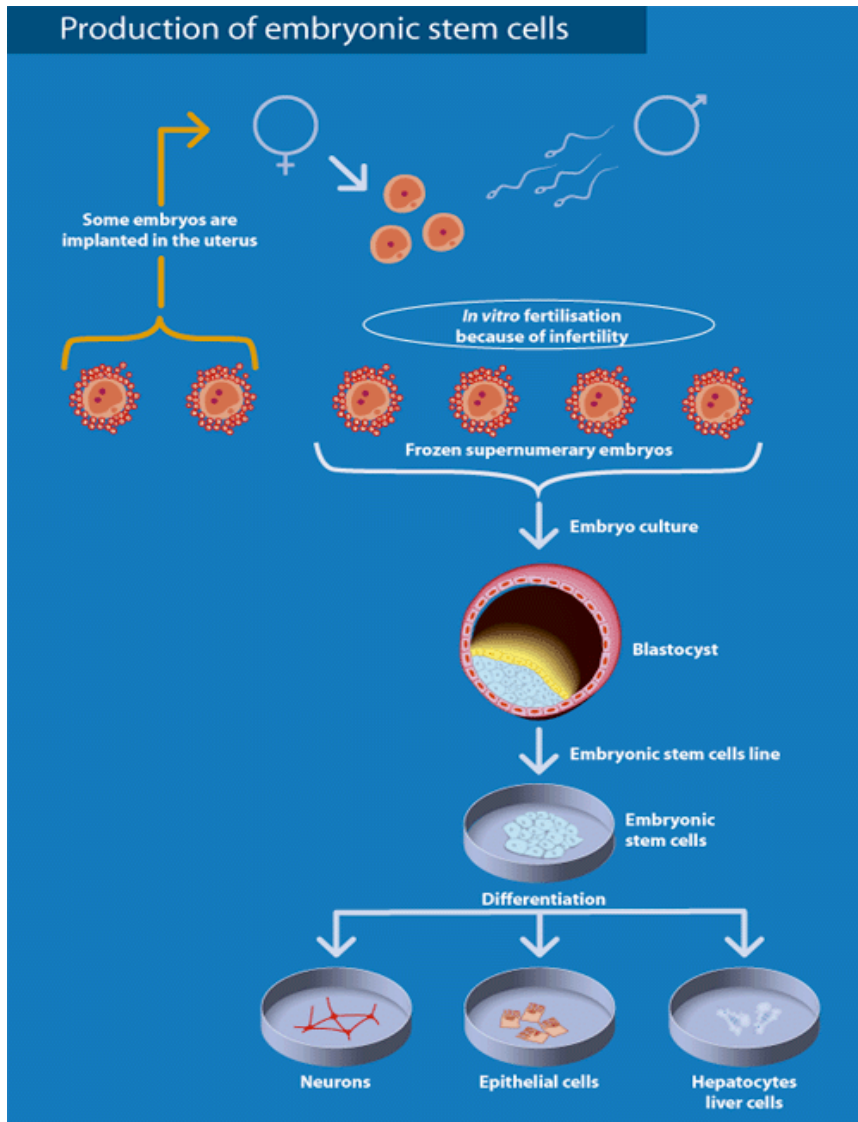 Production of embryonic stem cells
Some embryos are
implanted in the uterus
In vitro fertilisation
because of infertility
Frozen supernumerary embryos
Embryo culture
Blastocyst
Embryonic stem cells line
Embryonic
stem cells
Differentiation
Neurons
Epithelial cells
Hepatocytes
liver cells